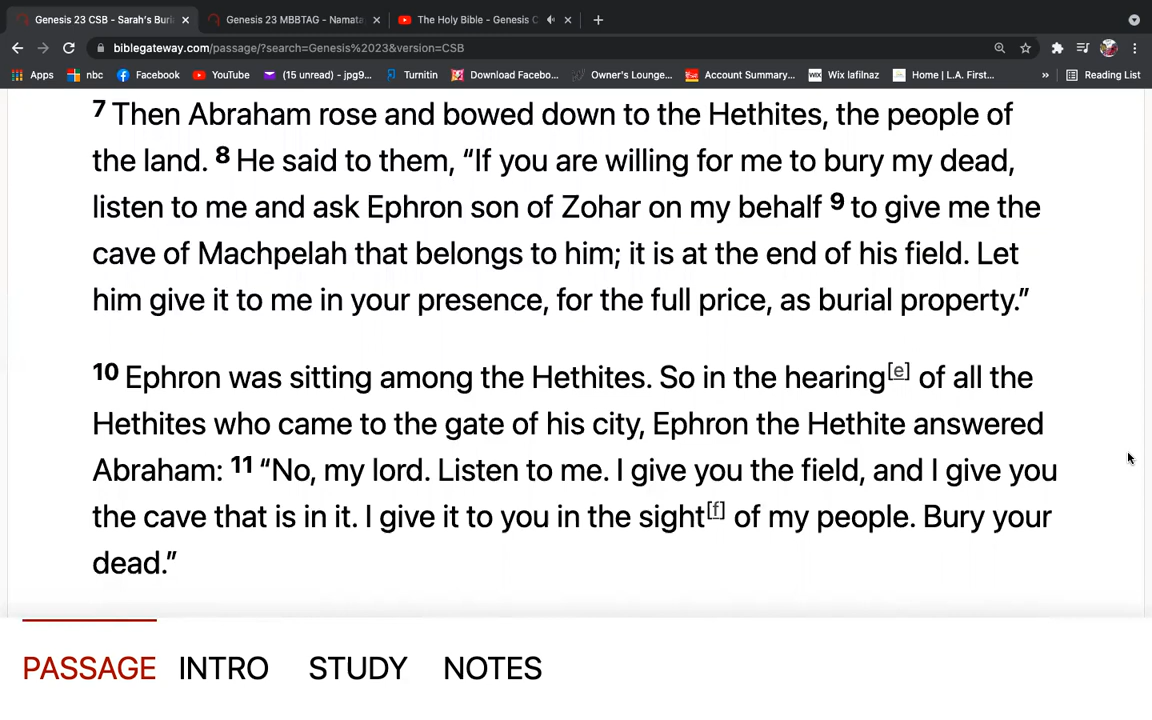 Genesis 23 CSB - Sarah's Buri
Genesis 23 MBBTAG - Namata
The Holy Bible - Genesis C
biblegateway.com/passage/?search=Genesis%2023&version=CSB
Apps nbc Facebook YouTube (15 unread) - jpg9... Turnitin Download Facebo... Owner's Lounge... Account Summary... WIX Wix lafilnaz Home | L.A. First... » Reading List
7 Then Abraham rose and bowed down to the Hethites, the people of
the land. 8 He said to them, “If you are willing for me to bury my dead,
listen to me and ask Ephron son of Zohar on my behalf 9 to give me the
cave of Machpelah that belongs to him; it is at the end of his field. Let
him give it to me in your presence, for the full price, as burial property.”
10 Ephron was sitting among the Hethites. So in the hearing[e] of all the
Hethites who came to the gate of his city, Ephron the Hethite answered
Abraham: 11 “No, my lord. Listen to me. I give you the field, and I give you
the cave that is in it. I give it to you in the sight[f] of my people. Bury your
dead.”
PASSAGE INTRO STUDY NOTES